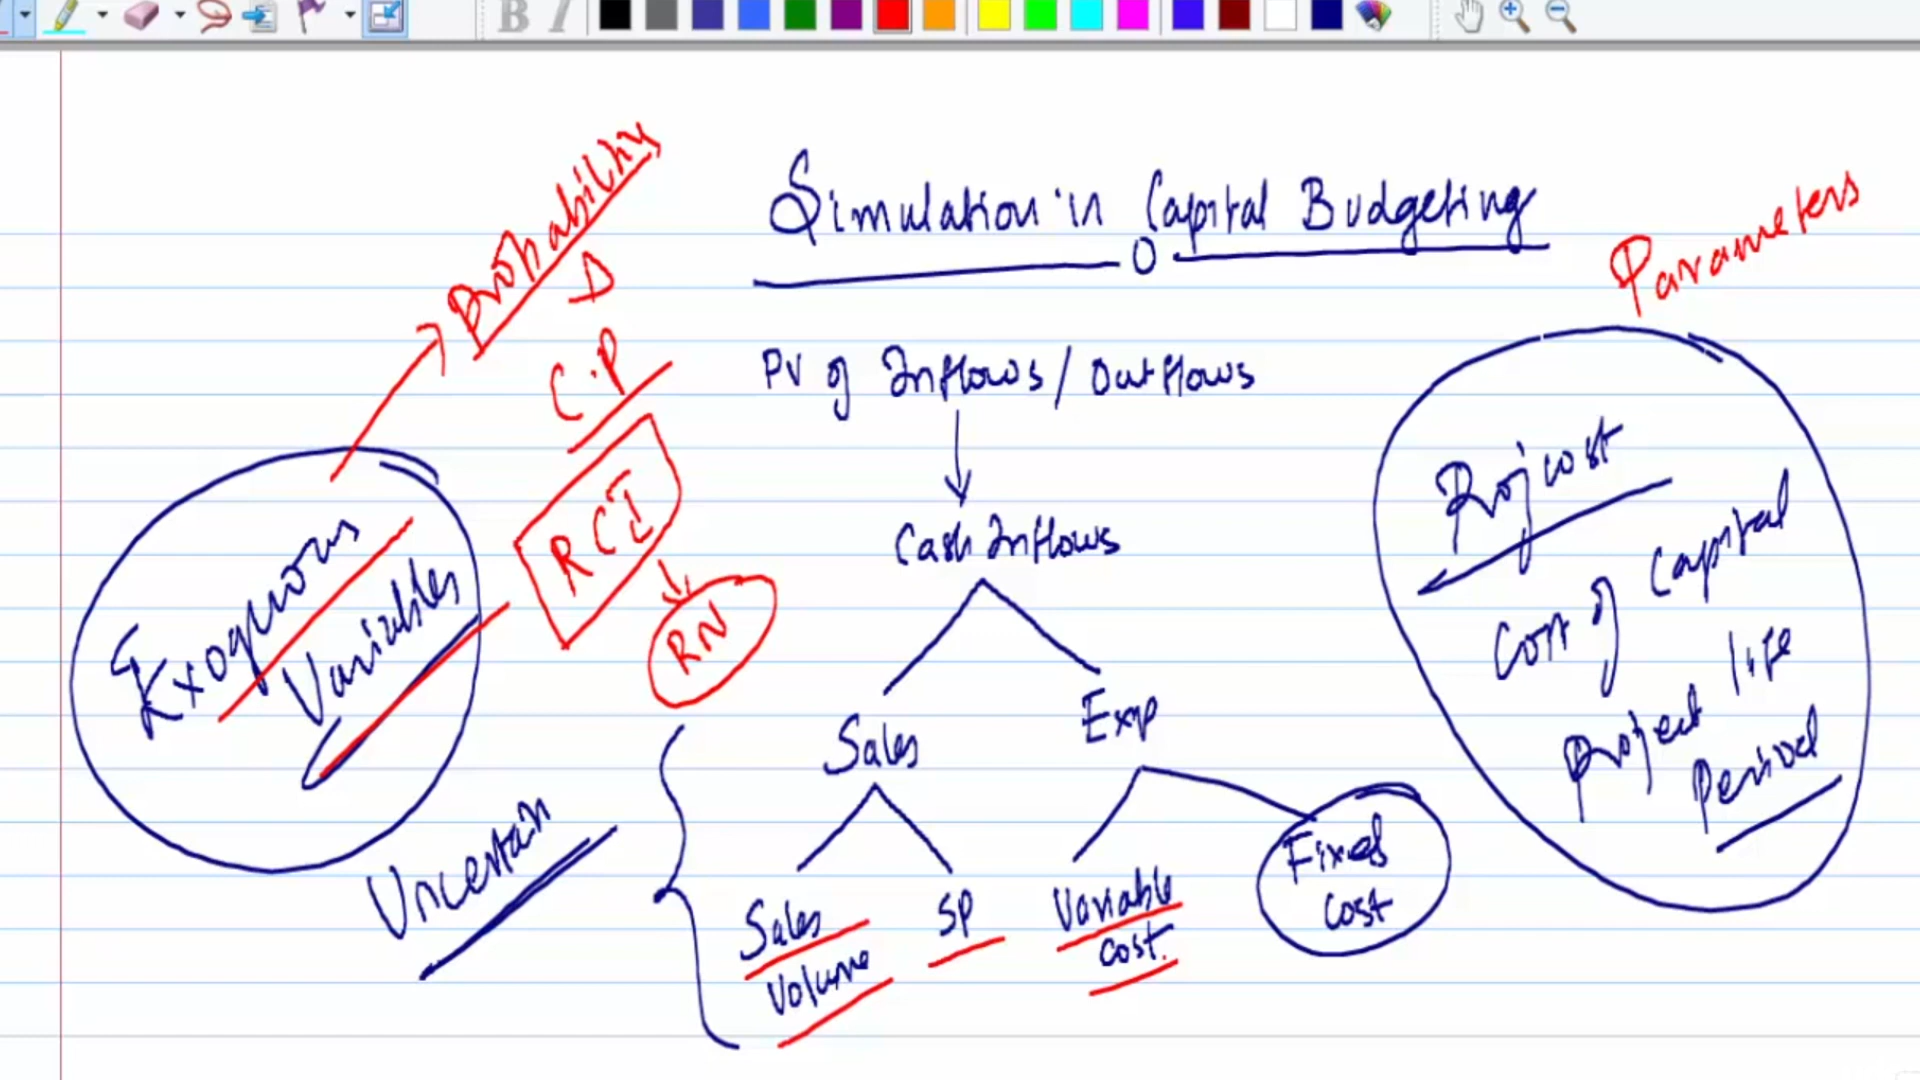 Simulation in Capital Budgeting
Parameters
Probability
D
C.P
RCI
RN
PV of Inflows / Outflows
Cash Inflows
Sales
Exp
Sales
Volume
SP
Variable
cost.
Fixed
Cost
Exogenous
Variables
Uncertain
Proj cost
Cost of Capital
Project life
Period
B I